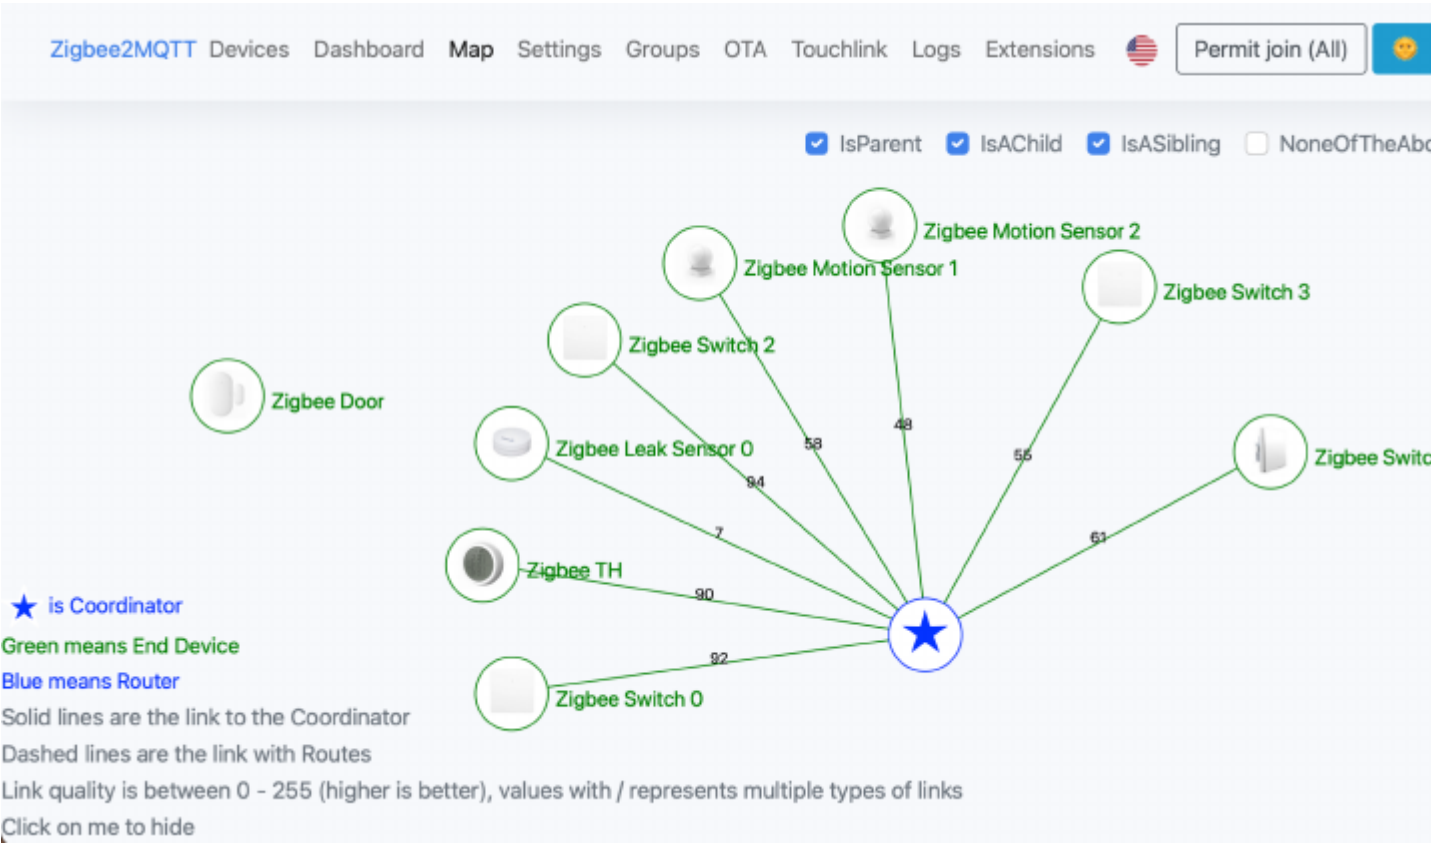 Zigbee2MQTT Devices Dashboard Map Settings Groups OTA Touchlink Logs Extensions Permit join (All)
IsParent IsAChild IsASibling NoneOfTheAbo
Zigbee Motion Sensor 2
Zigbee Motion Sensor 1
Zigbee Switch 3
Zigbee Switch 2
Zigbee Door
48
58
Zigbee Leak Sensor 0
55
Zigbee Switc
94
7
61
Zigbee TH
90
is Coordinator
Green means End Device
92
Blue means Router
Zigbee Switch 0
Solid lines are the link to the Coordinator
Dashed lines are the link with Routes
Link quality is between 0 - 255 (higher is better), values with / represents multiple types of links
Click on me to hide